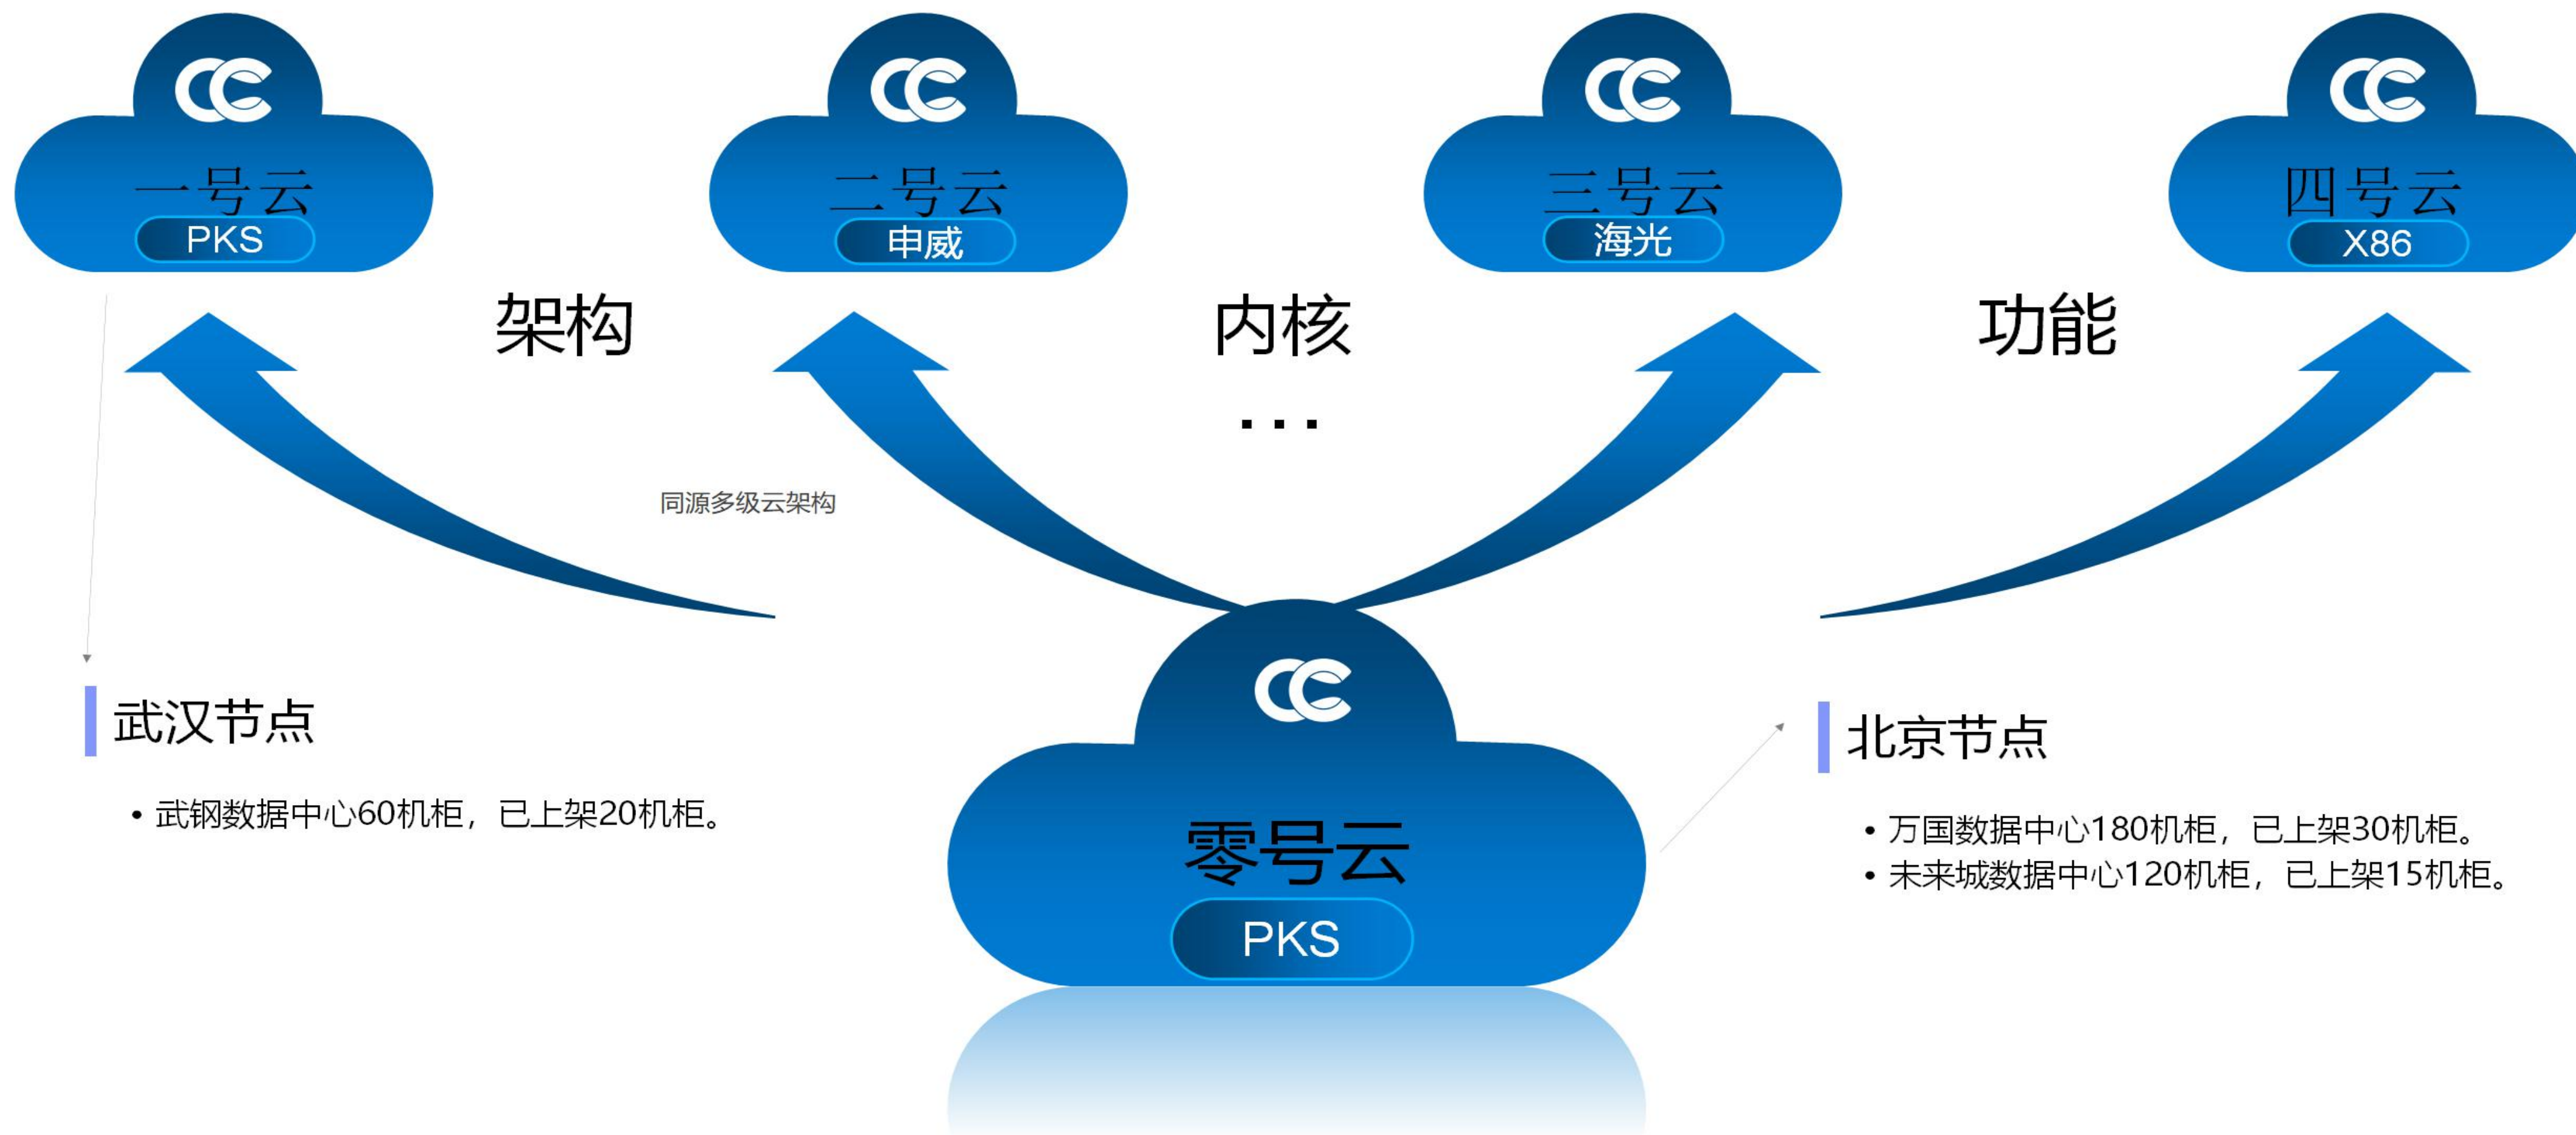 一号云
PKS
二号云
申威
三号云
海光
四号云
X86
架构
内核
功能
...
同源多级云架构
武汉节点
• 武钢数据中心60机柜，已上架20机柜。
零号云
PKS
北京节点
• 万国数据中心180机柜，已上架30机柜。
• 未来城数据中心120机柜，已上架15机柜。